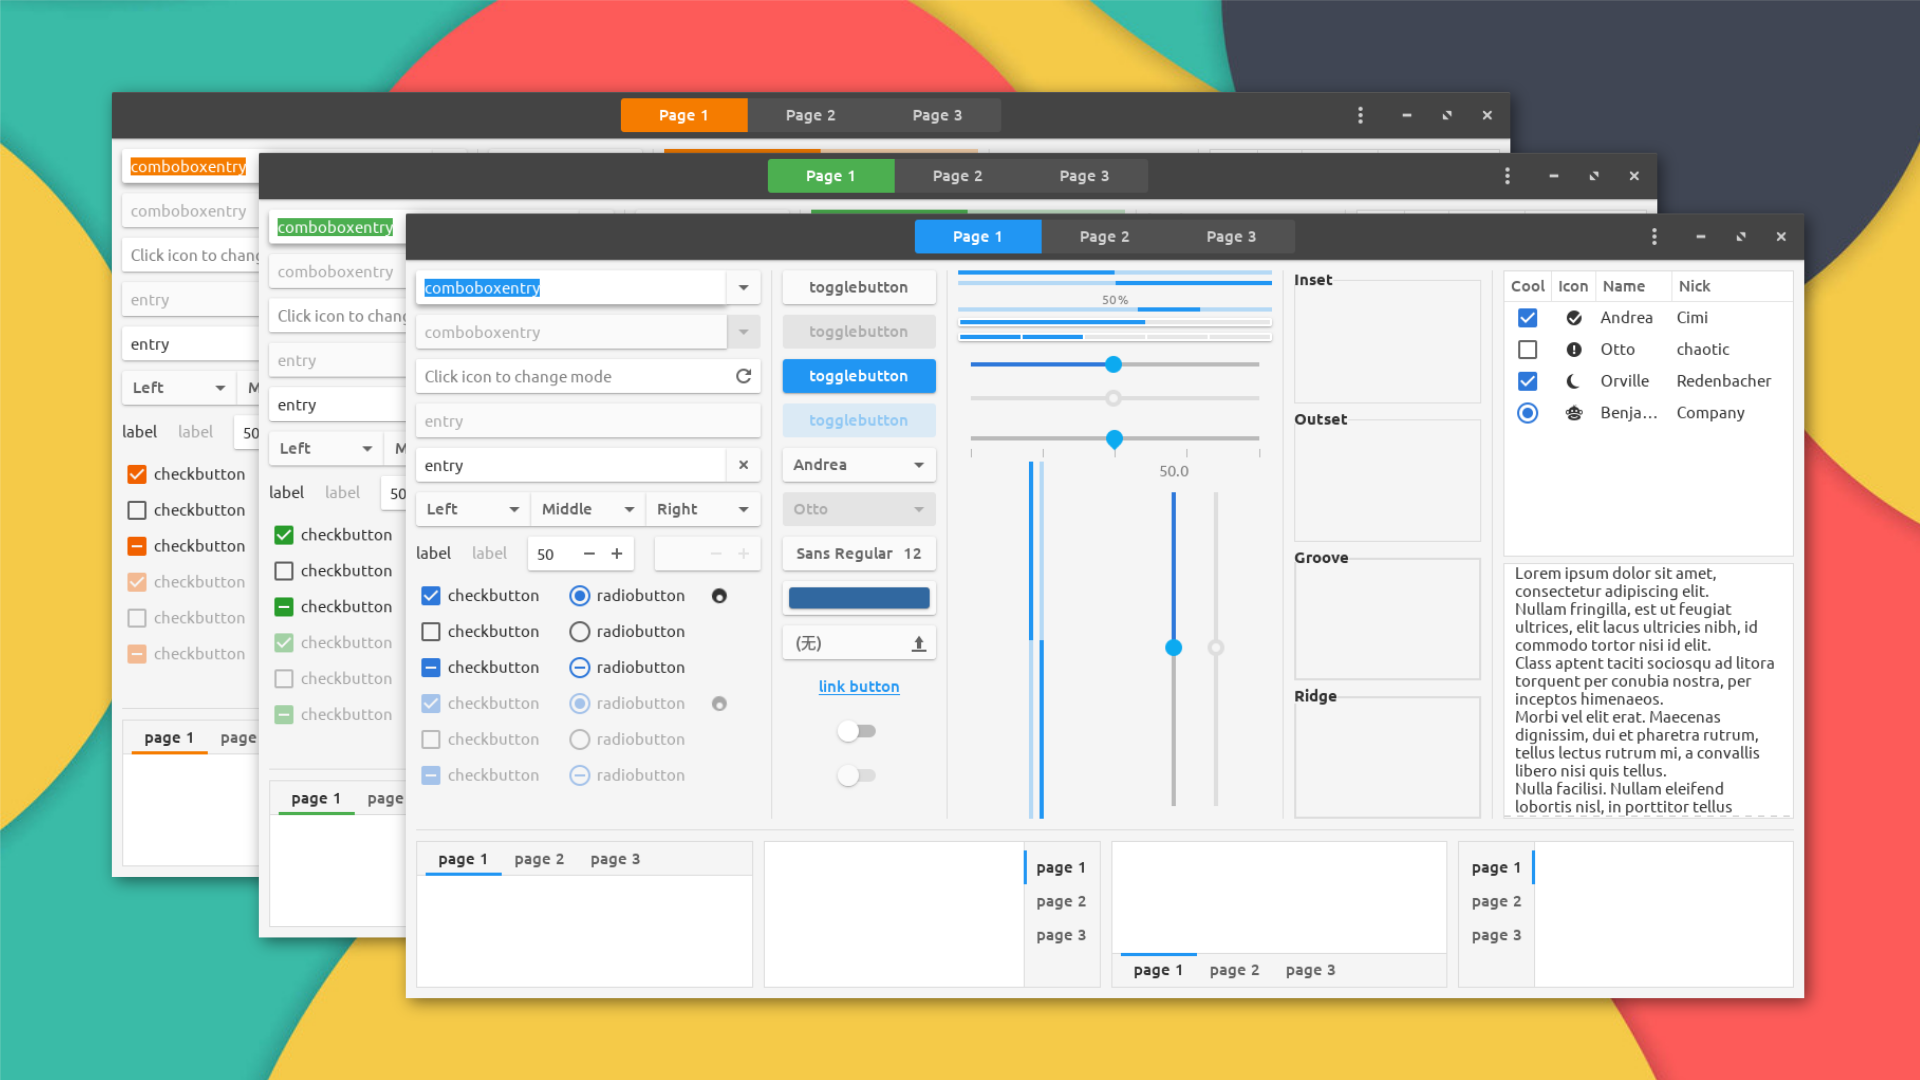 Page 1 Page 2 Page 3
comboboxentry
comboboxentry
Click icon to chang
entry
entry
Left M
label label 50
checkbutton
checkbutton
checkbutton
checkbutton
checkbutton
checkbutton
page 1 page
Page 1 Page 2 Page 3
comboboxentry
comboboxentry
Click icon to chang
entry
entry
Left M
label label 50
checkbutton
checkbutton
checkbutton
checkbutton
checkbutton
checkbutton
page 1 page
Page 1 Page 2 Page 3
comboboxentry
comboboxentry
Click icon to change mode
entry
entry
Left Middle Right
label label 50
checkbutton radiobutton
checkbutton radiobutton
checkbutton radiobutton
checkbutton radiobutton
checkbutton radiobutton
checkbutton radiobutton
togglebutton
togglebutton
togglebutton
togglebutton
Andrea
Otto
Sans Regular 12
(无)
link button
50 %
50.0
Inset
Outset
Groove
Ridge
Cool Icon Name Nick
Andrea Cimi
Otto chaotic
Orville Redenbacher
Benja... Company
Lorem ipsum dolor sit amet,
consectetur adipiscing elit.
Nullam fringilla, est ut feugiat
ultrices, elit lacus ultricies nibh, id
commodo tortor nisi id elit.
Class aptent taciti sociosqu ad litora
torquent per conubia nostra, per
inceptos himenaeos.
Morbi vel elit erat. Maecenas
dignissim, dui et pharetra rutrum,
tellus lectus rutrum mi, a convallis
libero nisi quis tellus.
Nulla facilisi. Nullam eleifend
lobortis nisl, in porttitor tellus
page 1 page 2 page 3
page 1
page 2
page 3
page 1 page 2 page 3
page 1
page 2
page 3